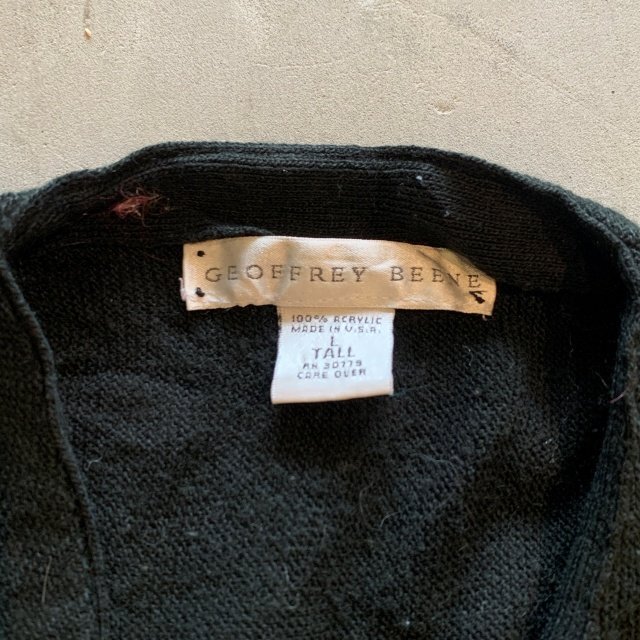 GEOFFREY BEENE
100% ACRYLIC
MADE IN U.S.A.
L
TALL
RN 30779
CARE OVER